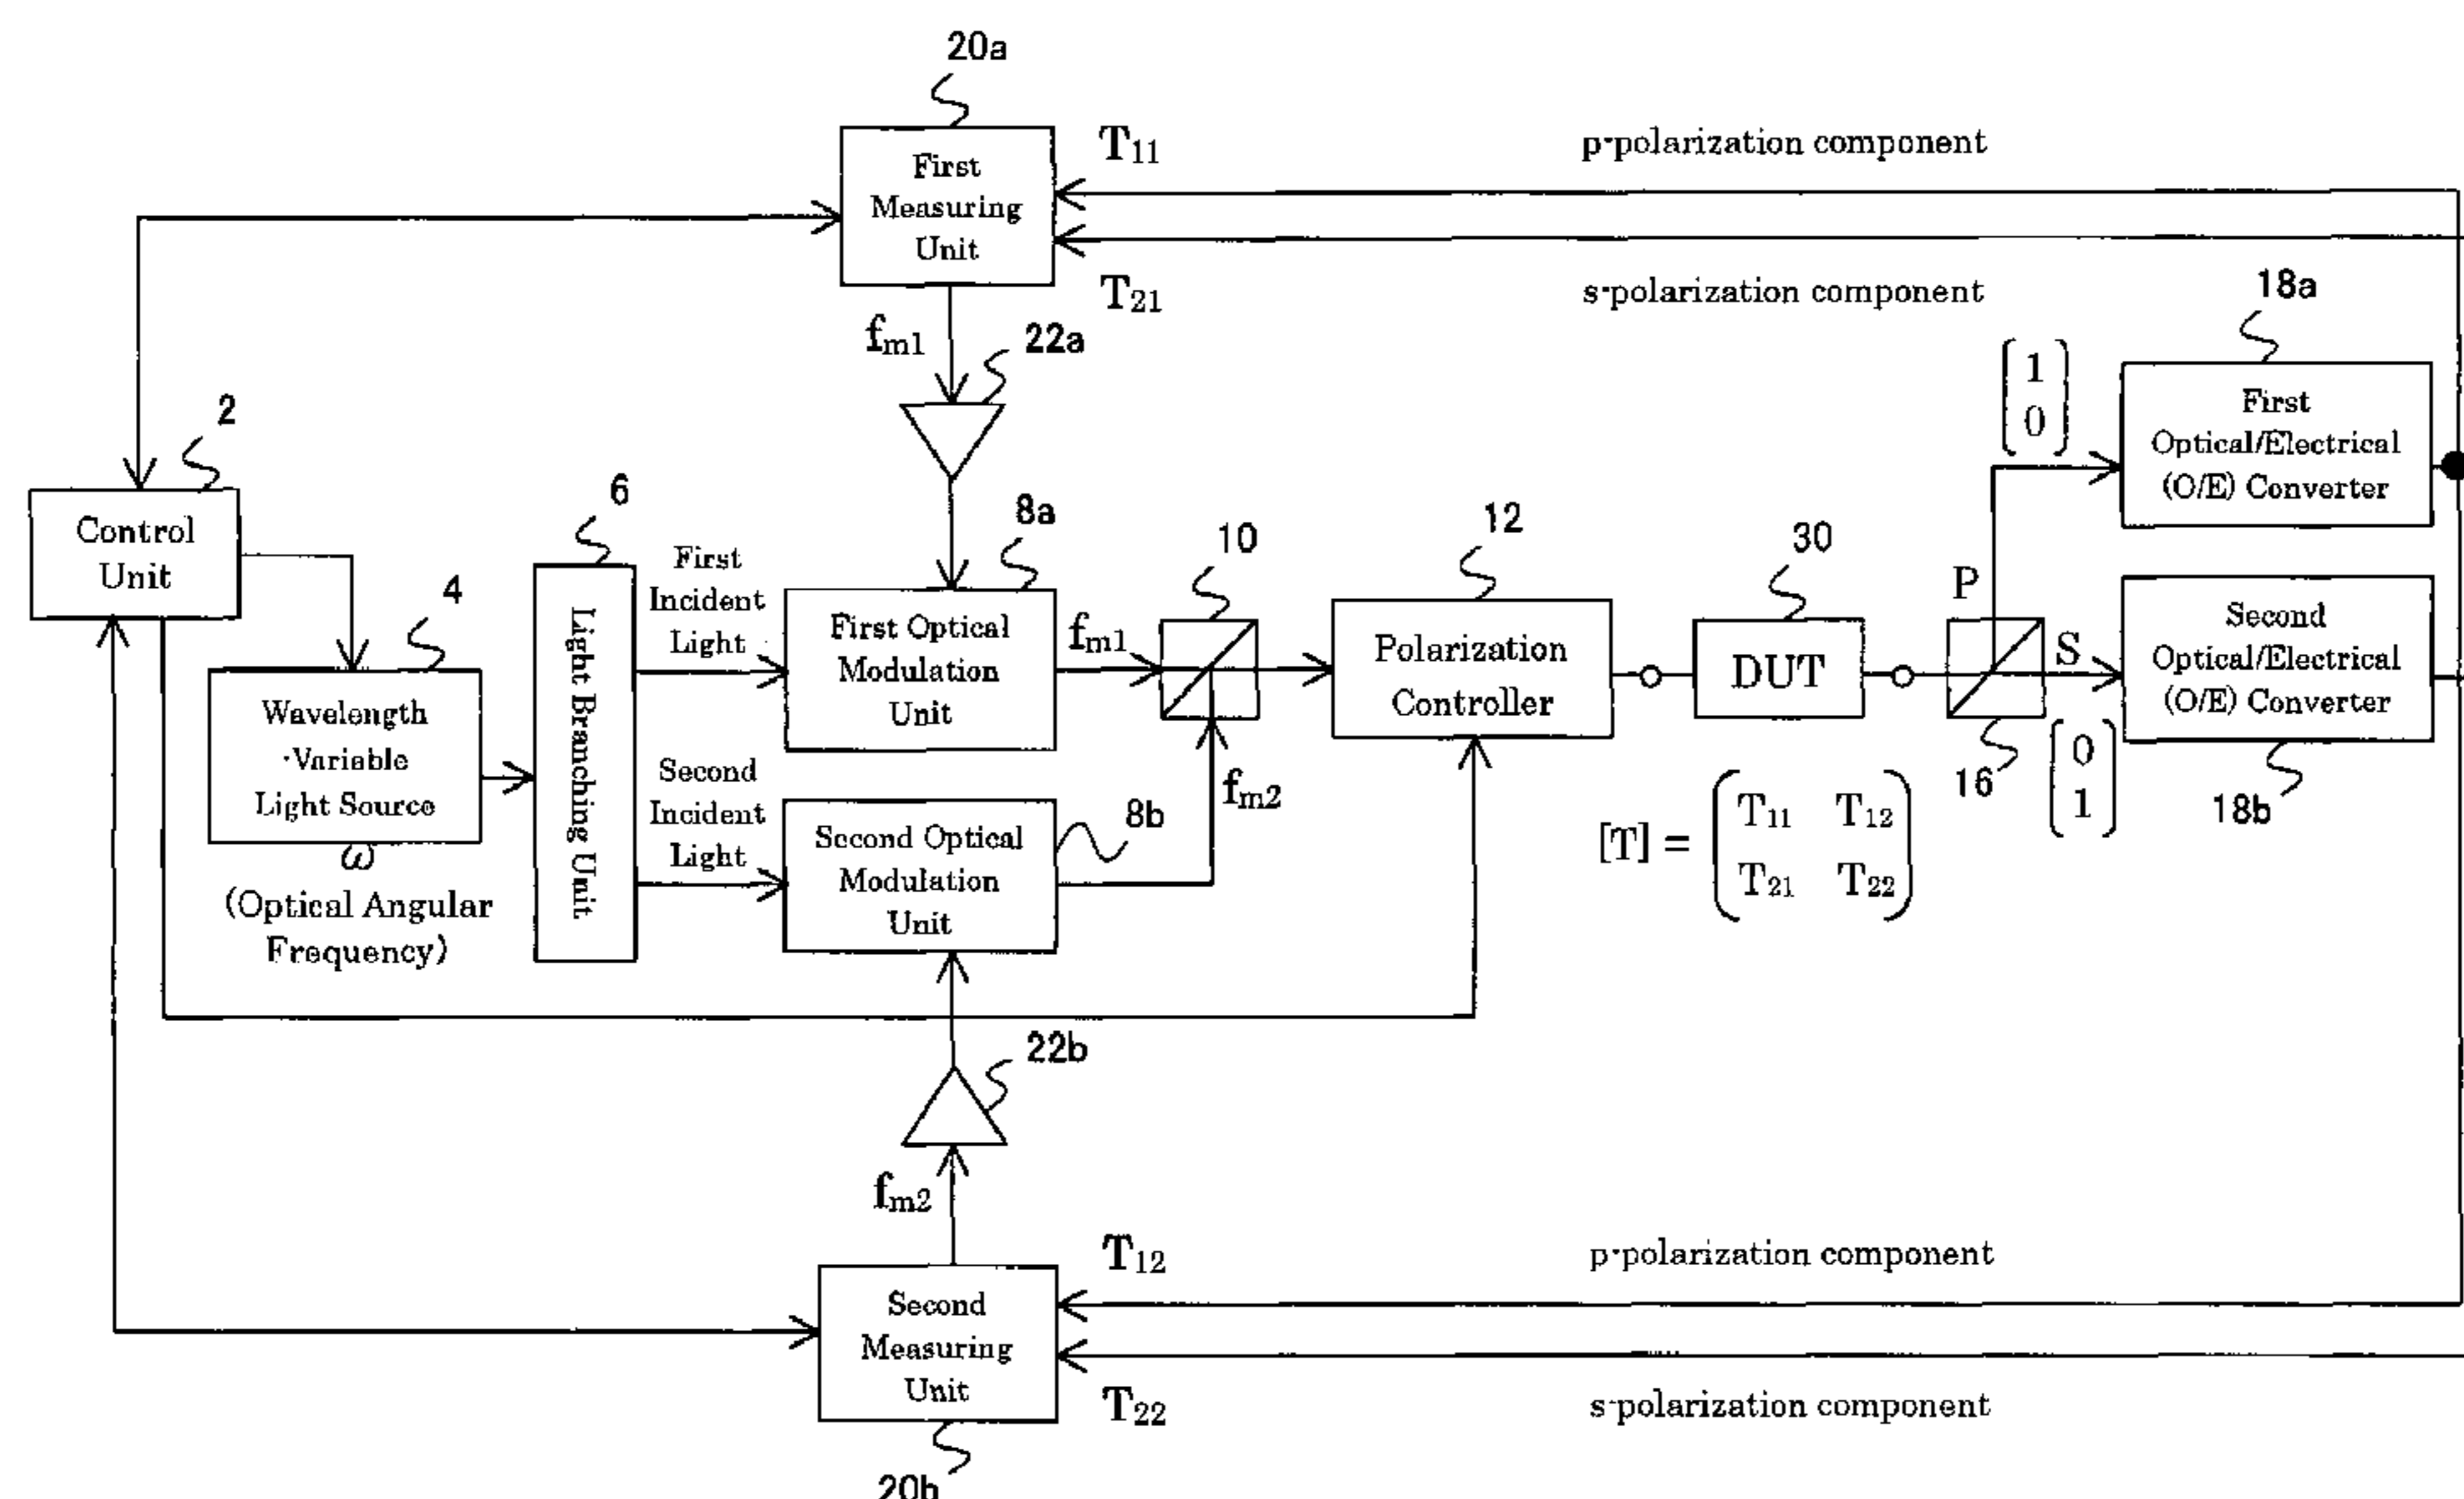 20a
First
Measuring
Unit
T11
p-polarization component
T21
s-polarization component
fm1
22a
18a
1
0
First
Optical/Electrical
(O/E) Converter
2
Control
Unit
6
First
Incident
Light
8a
First Optical
Modulation
Unit
fm1
10
12
Polarization
Controller
30
DUT
P
S
Second
Optical/Electrical
(O/E) Converter
4
Wavelength
·Variable
Light Source
ω
(Optical Angular
Frequency)
Light Branching Unit
Second
Incident
Light
8b
Second Optical
Modulation
Unit
fm2
[T] = T11 T12
T21 T22
16
0
1
18b
22b
fm2
Second
Measuring
Unit
T12
p-polarization component
T22
s-polarization component
20b